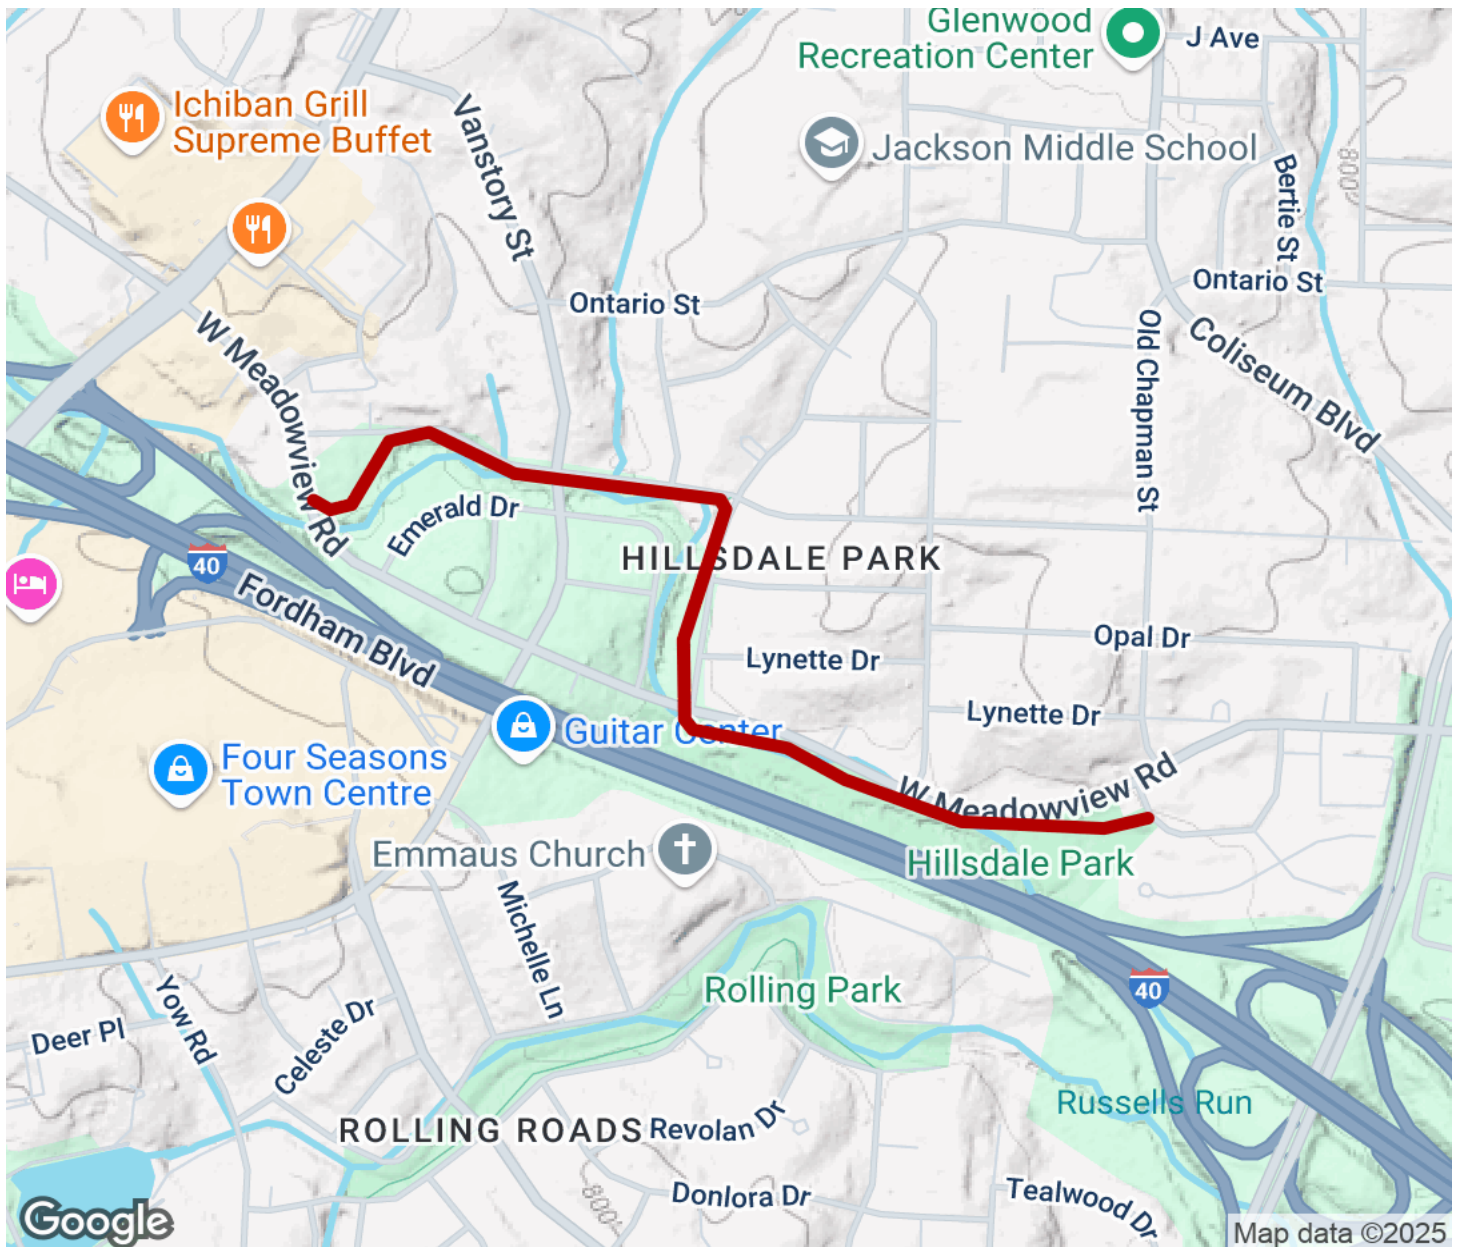 Glenwood
Recreation Center
J Ave
Ichiban Grill
Supreme Buffet
Vanstory St
Jackson Middle School
800
Bertie St
Ontario St
Ontario St
W Meadowview Rd
Old Chapman St
Coliseum Blvd
Emerald Dr
HILLSDALE PARK
40
Fordham Blvd
Opal Dr
Lynette Dr
Lynette Dr
Guitar Center
Four Seasons
Town Centre
W Meadowview Rd
Emmaus Church
Hillsdale Park
Michelle Ln
Rolling Park
40
Yow Rd
Deer Pl
Celeste Dr
Russells Run
ROLLING ROADS
Revolan Dr
Donlora Dr
Tealwood Dr
800
Google
Map data ©2025